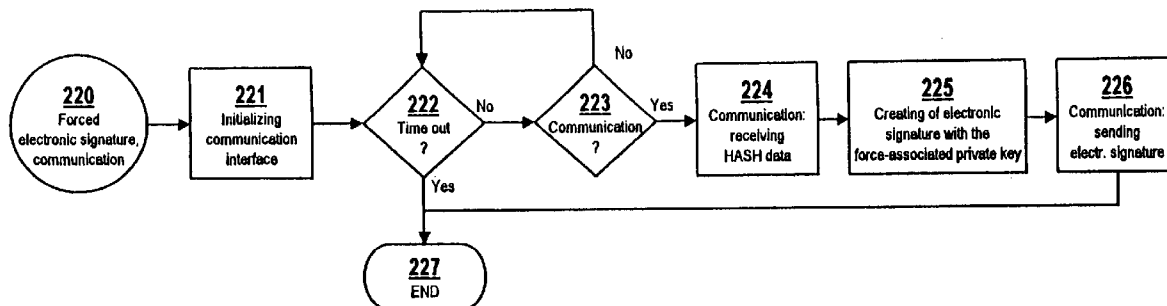 220
Forced
electronic signature,
communication
221
Initializing
communication
interface
222
Time out
?
No
Yes
223
Communication
?
No
Yes
224
Communication:
receiving
HASH data
225
Creating of electronic
signature with the
force-associated private key
226
Communication:
sending
electr. signature
227
END